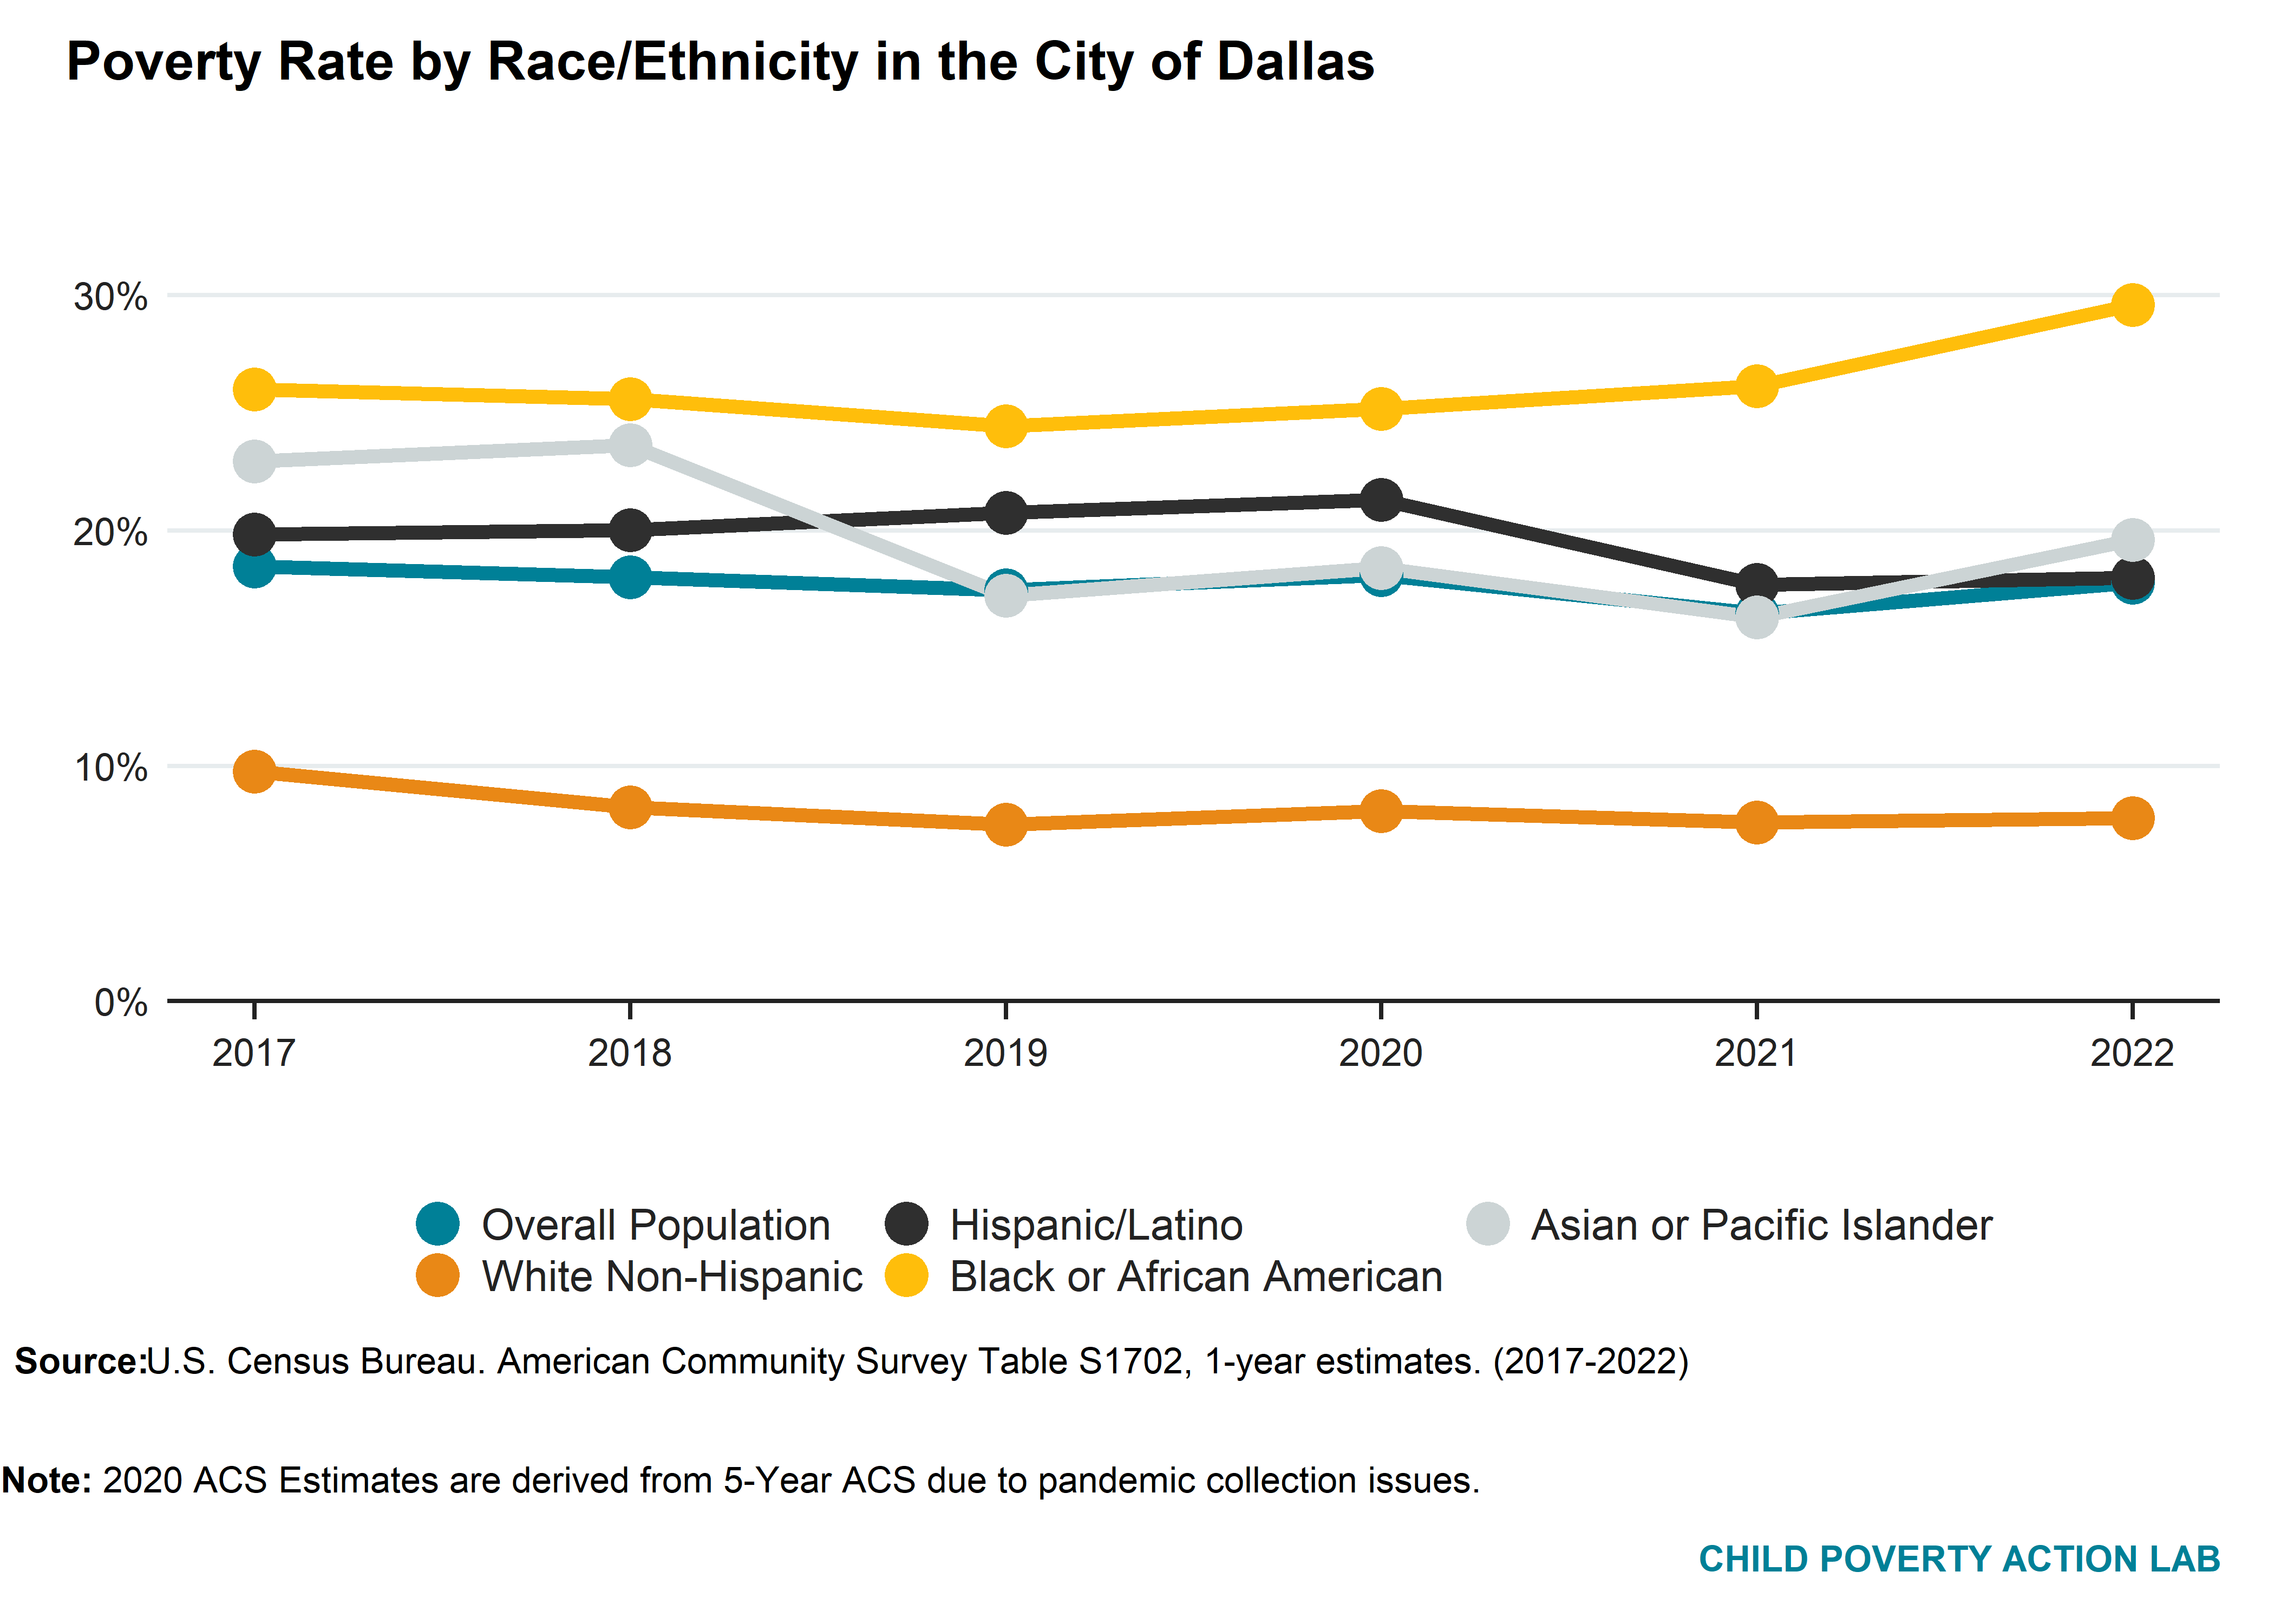 Poverty Rate by Race/Ethnicity in the City of Dallas
30%
20%
10%
0%
2017 2018 2019 2020 2021 2022
Overall Population Hispanic/Latino Asian or Pacific Islander
White Non-Hispanic Black or African American
Source:U.S. Census Bureau. American Community Survey Table S1702, 1-year estimates. (2017-2022)
Note: 2020 ACS Estimates are derived from 5-Year ACS due to pandemic collection issues.
CHILD POVERTY ACTION LAB